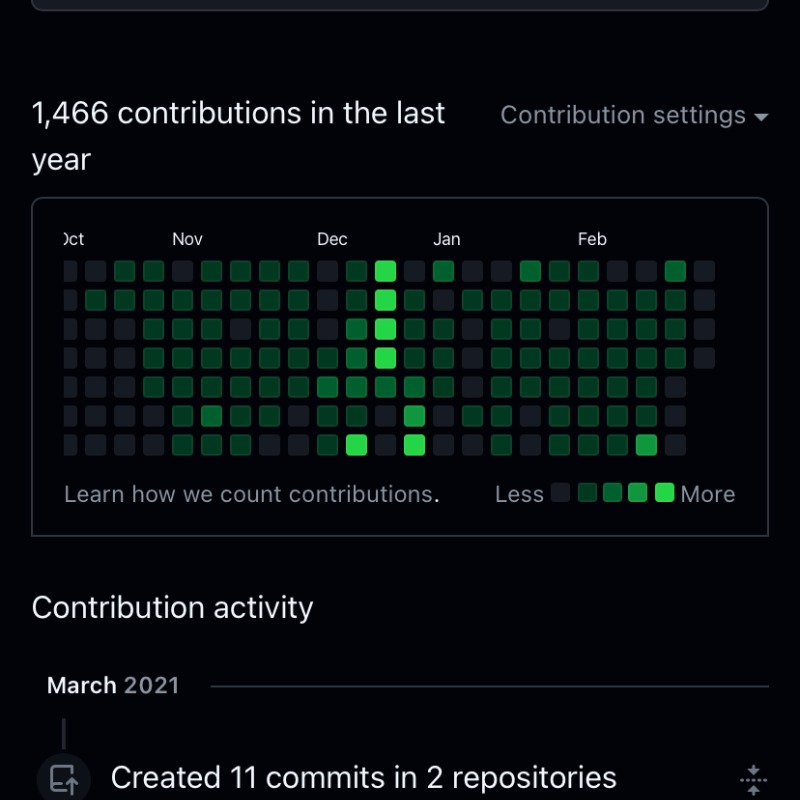 1,466 contributions in the last
year
Contribution settings
Nov Dec Jan Feb
Learn how we count contributions.
Less More
Contribution activity
March 2021
Created 11 commits in 2 repositories